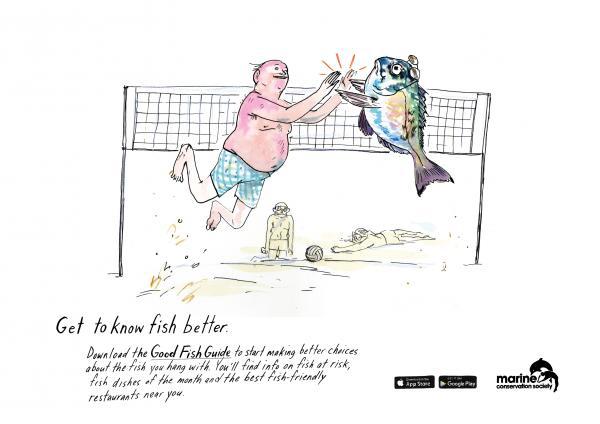 Get to know fish better.
Download the Good Fish Guide to start making better choices
about the fish you hang with. You'll find info on fish at risk,
fish dishes of the month and the best fish-friendly
restaurants near you.
App Store
Google Play
marine
conservation society